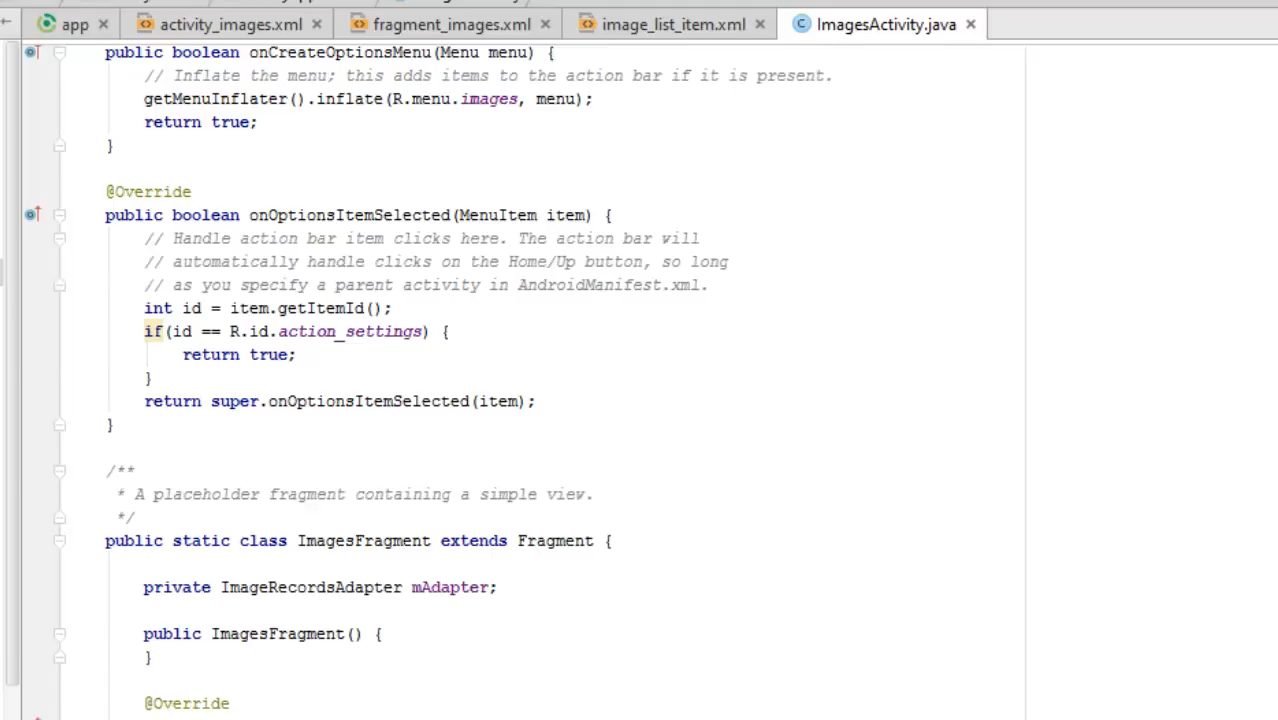 app activity_images.xml fragment_images.xml image_list_item.xml ImagesActivity.java
public boolean onCreateOptionsMenu(Menu menu) {
// Inflate the menu; this adds items to the action bar if it is present.
getMenuInflater().inflate(R.menu.images, menu);
return true;
}
@Override
public boolean onOptionsItemSelected(MenuItem item) {
// Handle action bar item clicks here. The action bar will
// automatically handle clicks on the Home/Up button, so long
// as you specify a parent activity in AndroidManifest.xml.
int id = item.getItemId();
if(id == R.id.action_settings) {
return true;
}
return super.onOptionsItemSelected(item);
}
/**
* A placeholder fragment containing a simple view.
*/
public static class ImagesFragment extends Fragment {
private ImageRecordsAdapter mAdapter;
public ImagesFragment() {
}
@Override